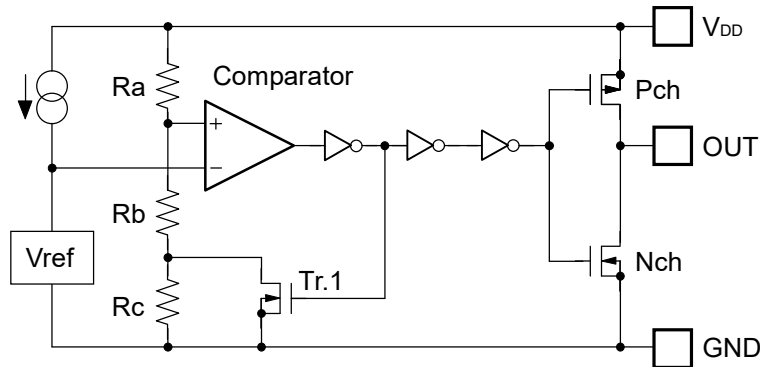 VDD
Ra
Comparator
Pch
+
−
OUT
Rb
Vref
Tr.1
Nch
Rc
GND